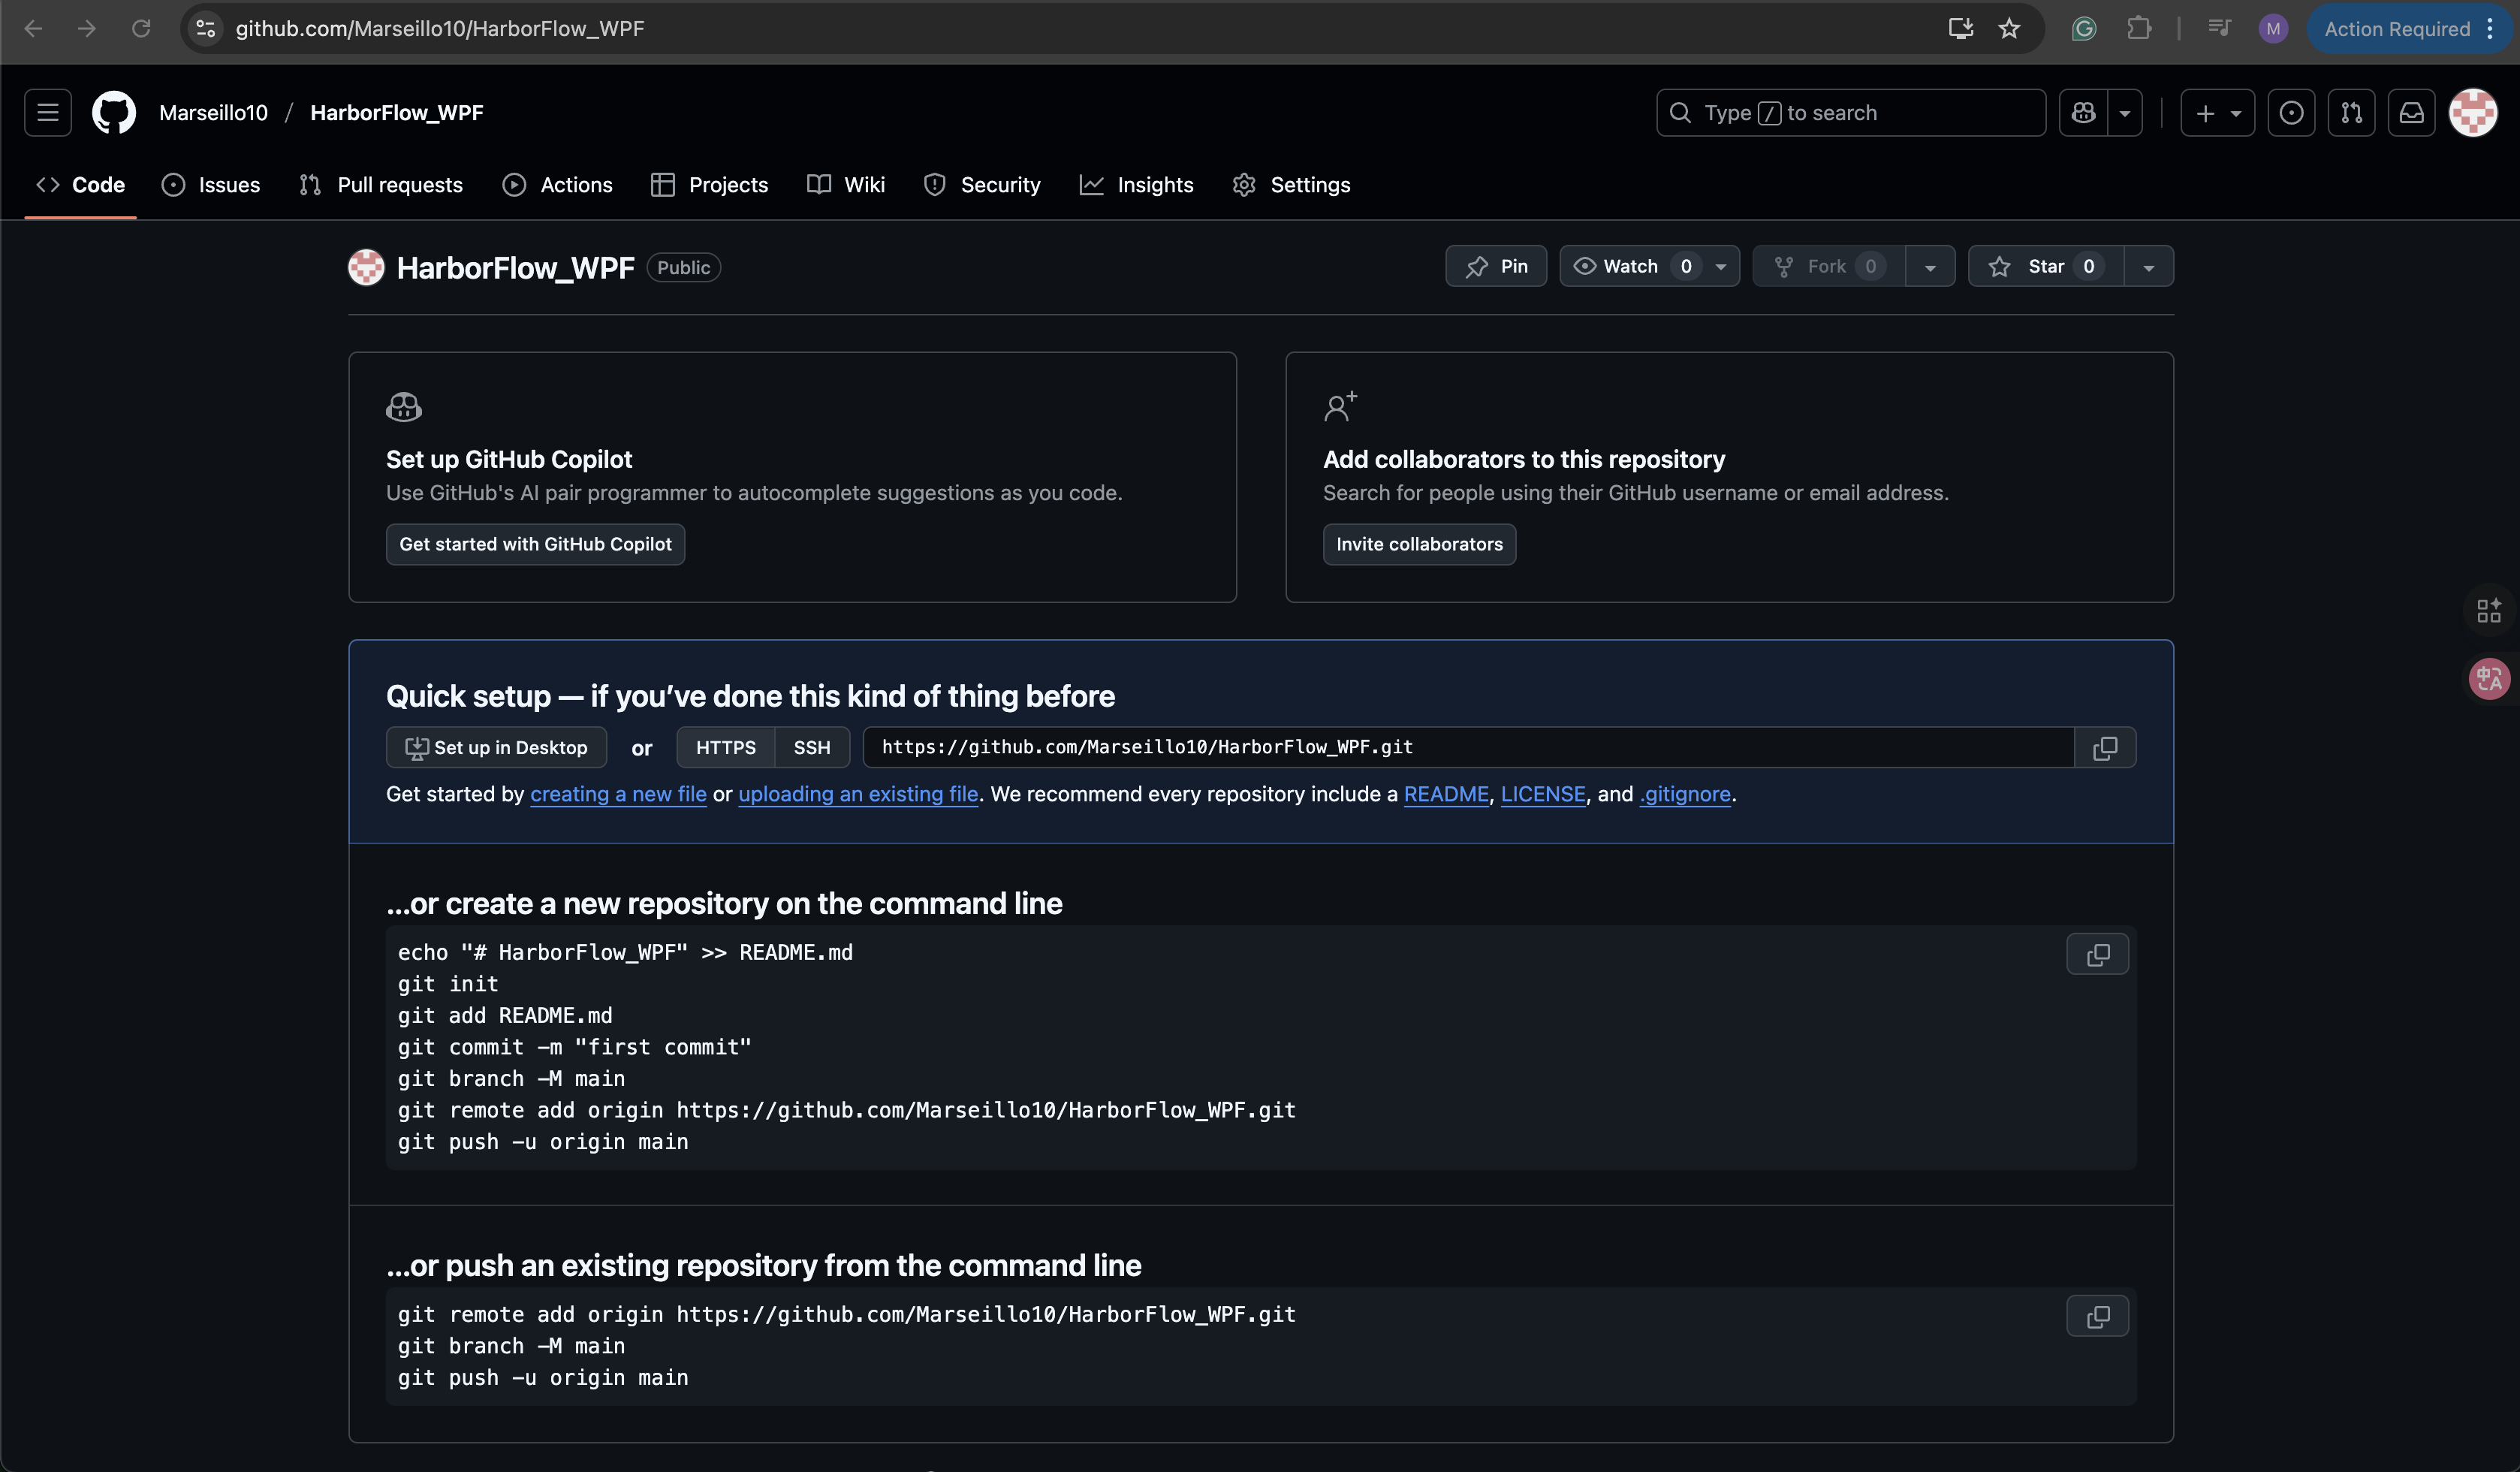 github.com/Marseillo10/HarborFlow_WPF
M
Action Required
Marseillo10 / HarborFlow_WPF
Type / to search
Code
Issues
Pull requests
Actions
Projects
Wiki
Security
Insights
Settings
HarborFlow_WPF Public
Pin
Watch 0
Fork 0
Star 0
Set up GitHub Copilot
Use GitHub's AI pair programmer to autocomplete suggestions as you code.
Get started with GitHub Copilot
Add collaborators to this repository
Search for people using their GitHub username or email address.
Invite collaborators
Quick setup — if you’ve done this kind of thing before
Set up in Desktop or HTTPS SSH https://github.com/Marseillo10/HarborFlow_WPF.git
Get started by creating a new file or uploading an existing file. We recommend every repository include a README, LICENSE, and .gitignore.
…or create a new repository on the command line
echo "# HarborFlow_WPF" >> README.md
git init
git add README.md
git commit -m "first commit"
git branch -M main
git remote add origin https://github.com/Marseillo10/HarborFlow_WPF.git
git push -u origin main
…or push an existing repository from the command line
git remote add origin https://github.com/Marseillo10/HarborFlow_WPF.git
git branch -M main
git push -u origin main